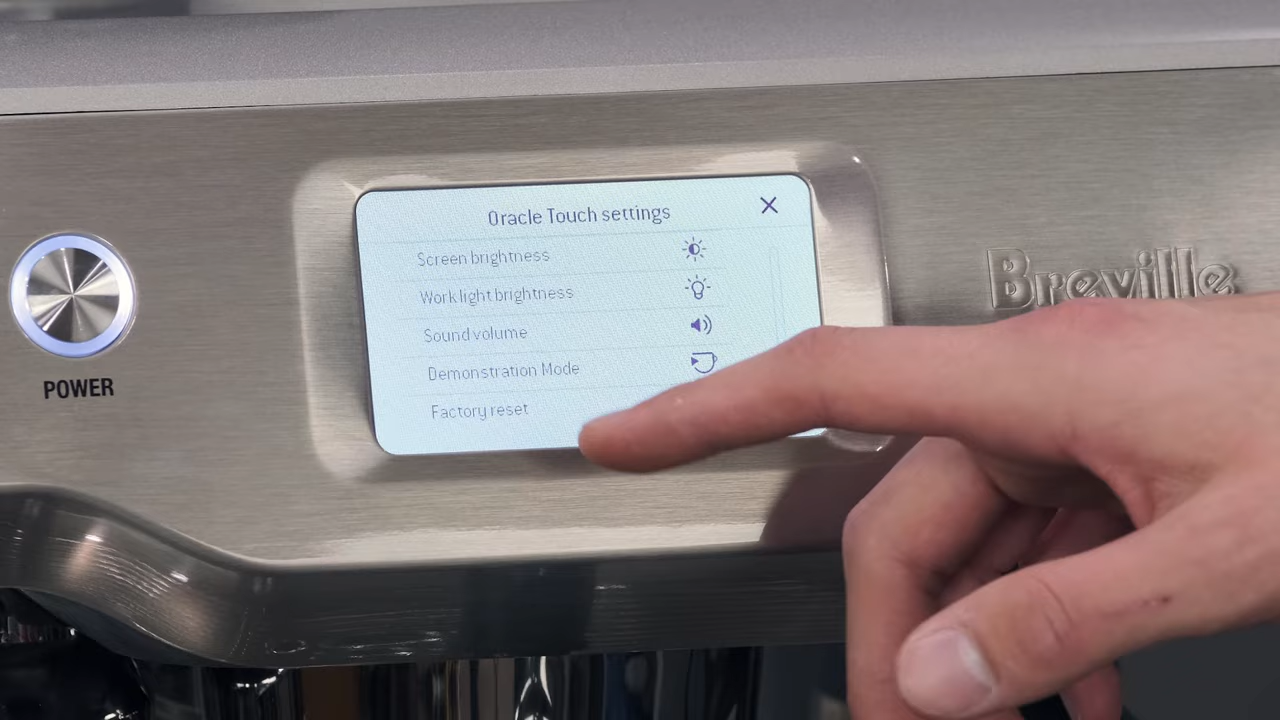 Oracle Touch settings
Screen brightness
Work light brightness
Sound volume
Demonstration Mode
Factory reset
POWER
Breville